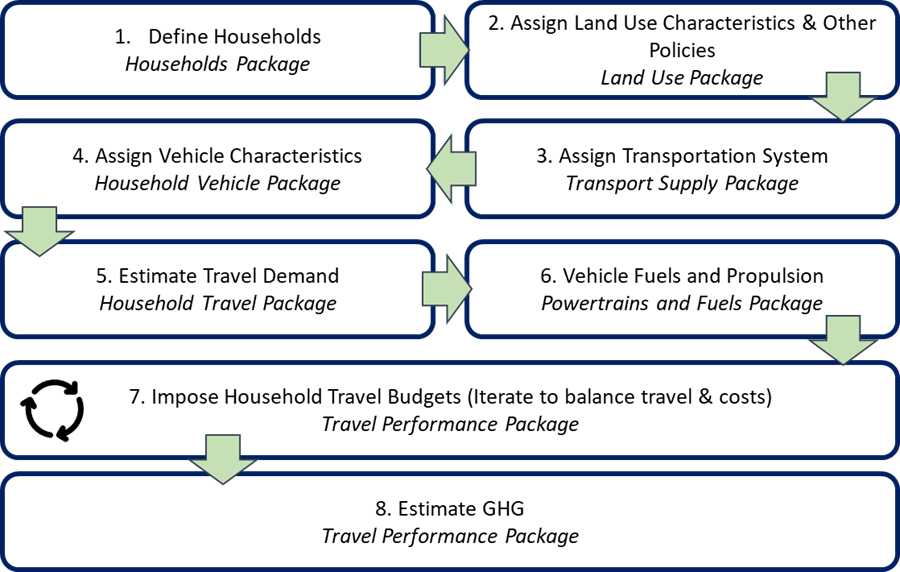 1. Define Households
Households Package
2. Assign Land Use Characteristics & Other
Policies
Land Use Package
3. Assign Transportation System
Transport Supply Package
4. Assign Vehicle Characteristics
Household Vehicle Package
5. Estimate Travel Demand
Household Travel Package
6. Vehicle Fuels and Propulsion
Powertrains and Fuels Package
7. Impose Household Travel Budgets (Iterate to balance travel & costs)
Travel Performance Package
8. Estimate GHG
Travel Performance Package